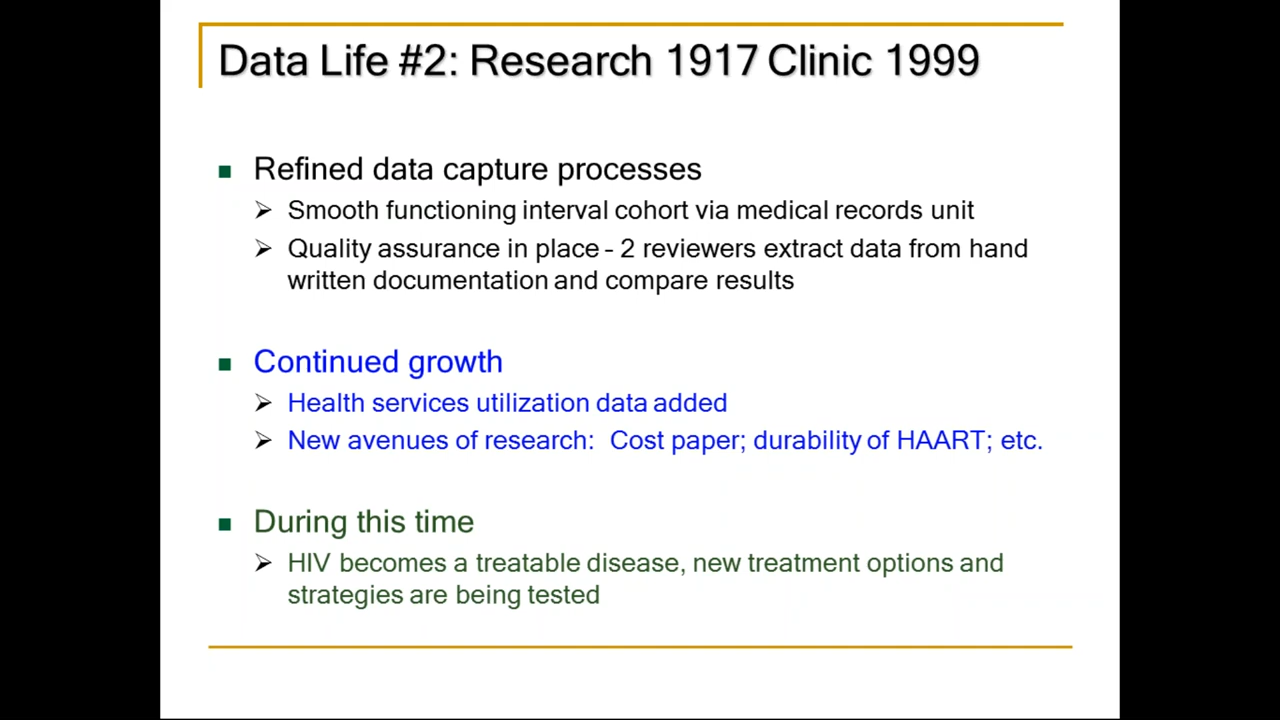 Data Life #2: Research 1917 Clinic 1999
Refined data capture processes
Smooth functioning interval cohort via medical records unit
Quality assurance in place - 2 reviewers extract data from hand
written documentation and compare results
Continued growth
Health services utilization data added
New avenues of research: Cost paper; durability of HAART; etc.
During this time
HIV becomes a treatable disease, new treatment options and
strategies are being tested